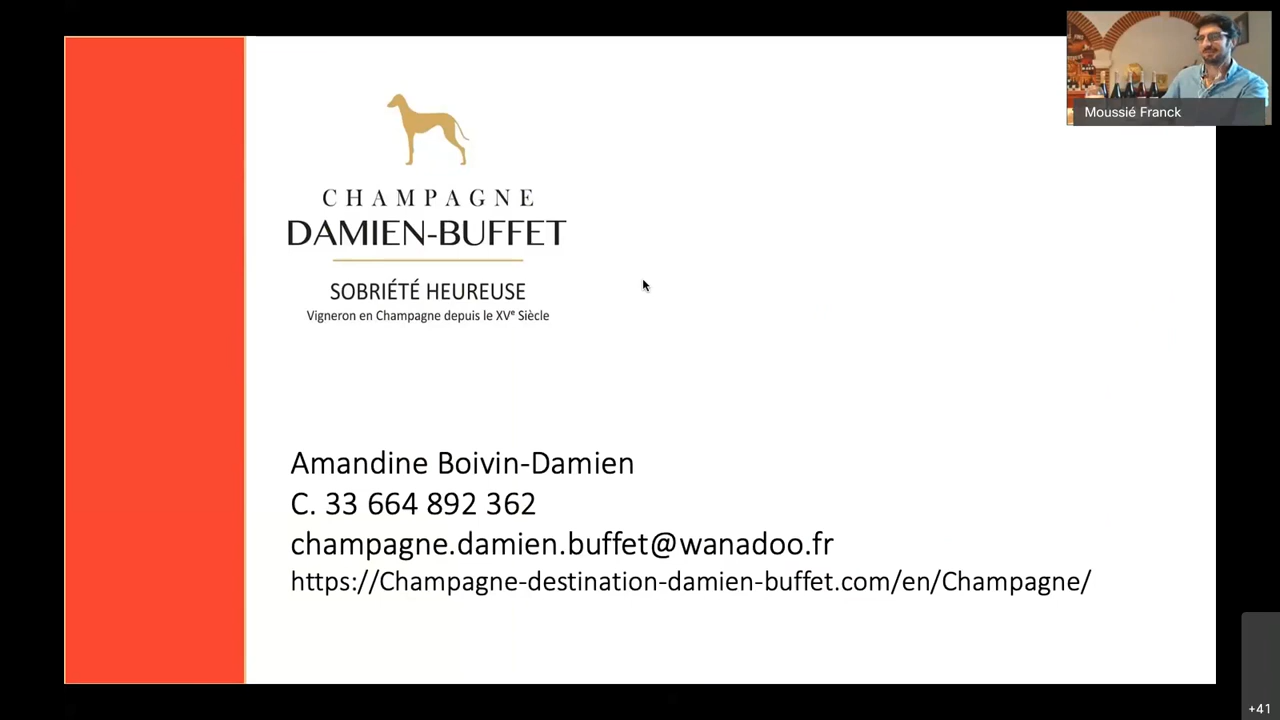 CHAMPAGNE
DAMIEN-BUFFET
SOBRIÉTÉ HEUREUSE
Vigneron en Champagne depuis le XVe Siècle
Amandine Boivin-Damien
C. 33 664 892 362
champagne.damien.buffet@wanadoo.fr
https://Champagne-destination-damien-buffet.com/en/Champagne/
Moussié Franck
+41